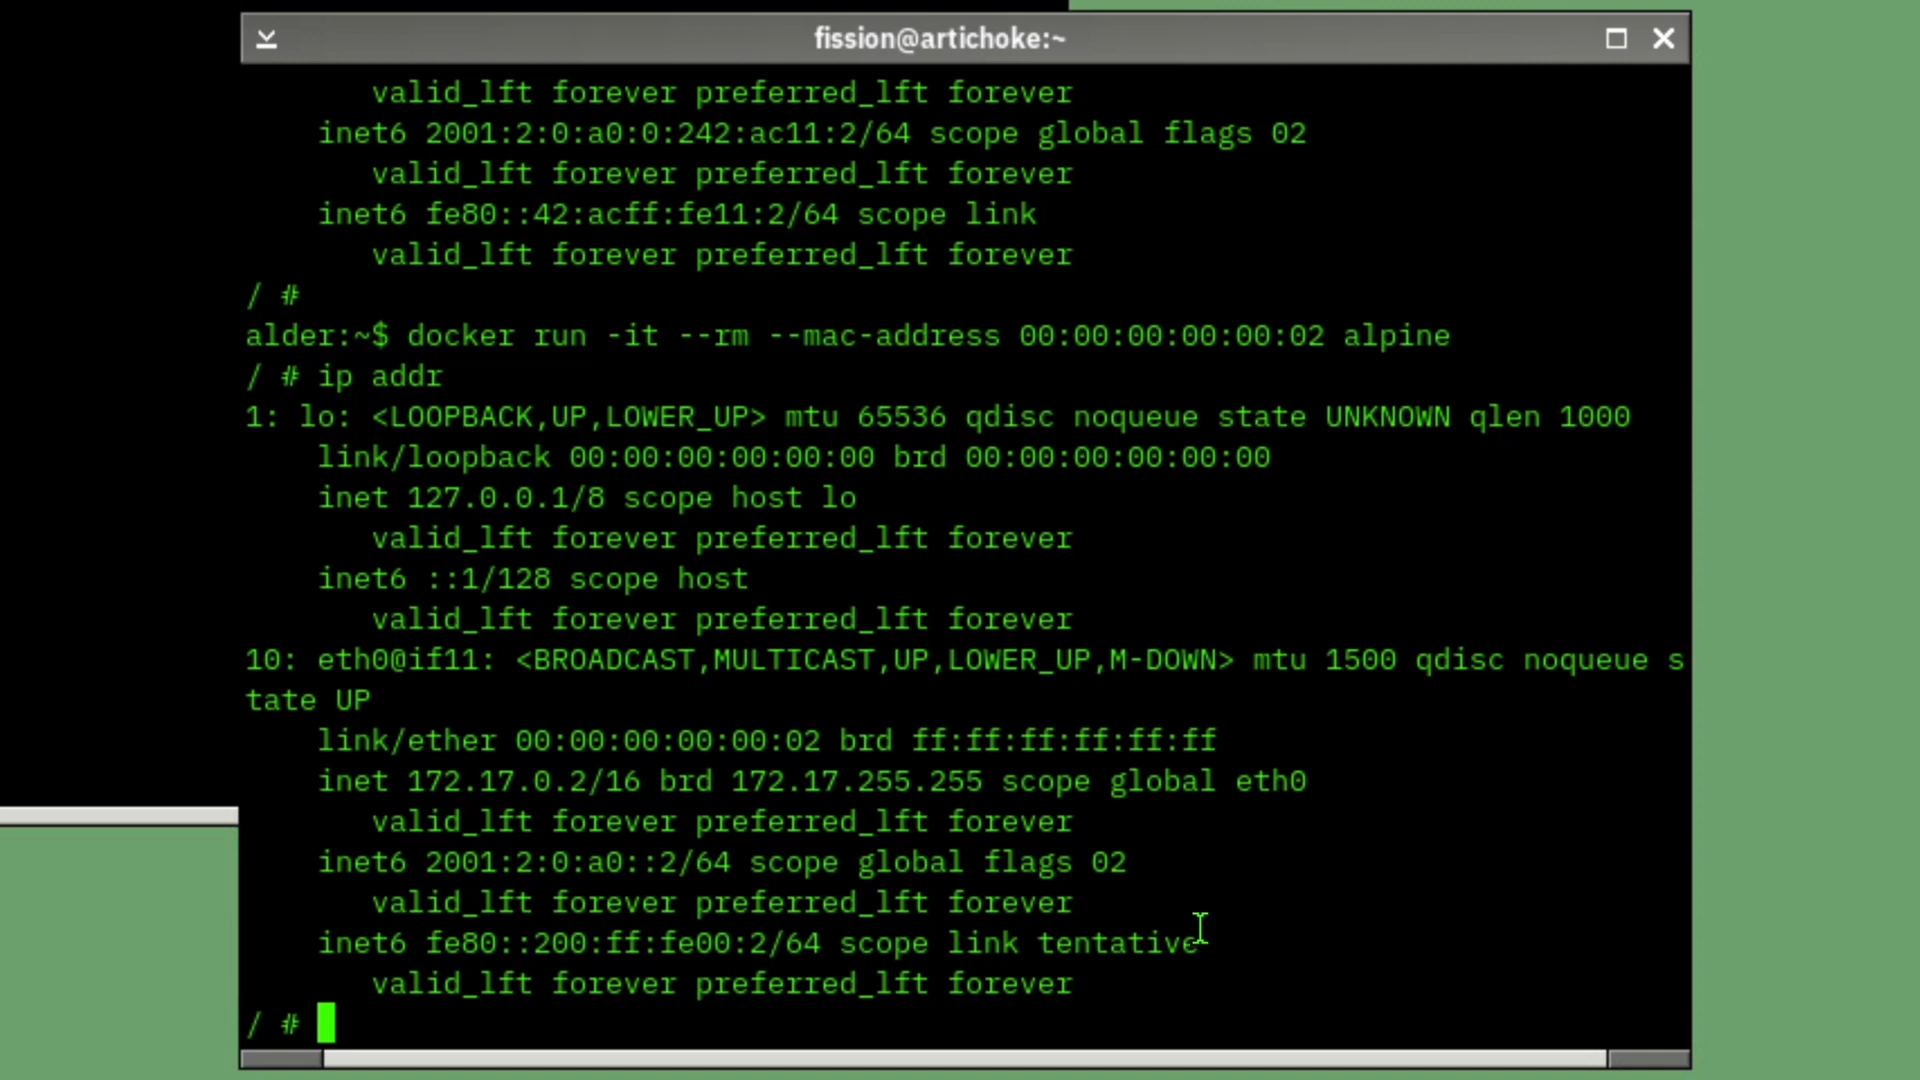 fission@artichoke:~
valid_lft forever preferred_lft forever
inet6 2001:2:0:a0:0:242:ac11:2/64 scope global flags 02
valid_lft forever preferred_lft forever
inet6 fe80::42:acff:fe11:2/64 scope link
valid_lft forever preferred_lft forever
/ #
alder:~$ docker run -it --rm --mac-address 00:00:00:00:00:02 alpine
/ # ip addr
1: lo: <LOOPBACK,UP,LOWER_UP> mtu 65536 qdisc noqueue state UNKNOWN qlen 1000
link/loopback 00:00:00:00:00:00 brd 00:00:00:00:00:00
inet 127.0.0.1/8 scope host lo
valid_lft forever preferred_lft forever
inet6 ::1/128 scope host
valid_lft forever preferred_lft forever
10: eth0@if11: <BROADCAST,MULTICAST,UP,LOWER_UP,M-DOWN> mtu 1500 qdisc noqueue s
tate UP
link/ether 00:00:00:00:00:02 brd ff:ff:ff:ff:ff:ff
inet 172.17.0.2/16 brd 172.17.255.255 scope global eth0
valid_lft forever preferred_lft forever
inet6 2001:2:0:a0::2/64 scope global flags 02
valid_lft forever preferred_lft forever
inet6 fe80::200:ff:fe00:2/64 scope link tentative
valid_lft forever preferred_lft forever
/ #